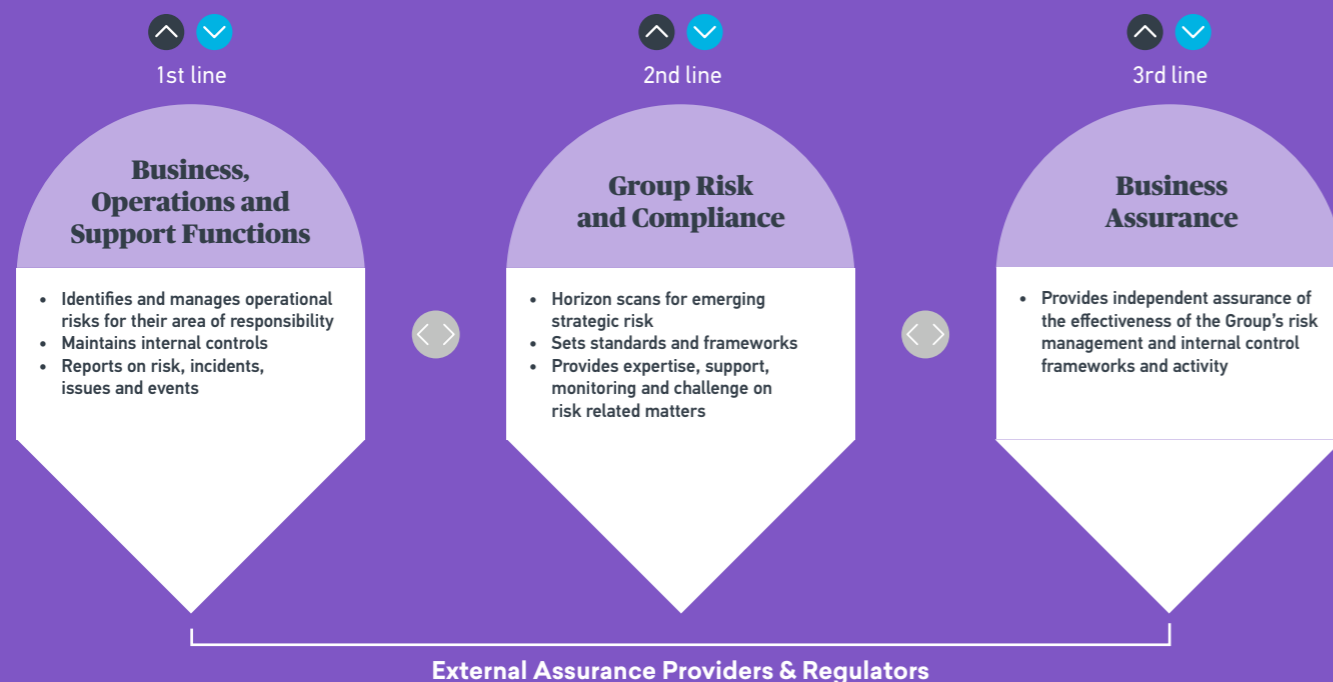 1st line
Business,
Operations and
Support Functions
• Identifies and manages operational
risks for their area of responsibility
• Maintains internal controls
• Reports on risk, incidents,
issues and events
2nd line
Group Risk
and Compliance
• Horizon scans for emerging
strategic risk
• Sets standards and frameworks
• Provides expertise, support,
monitoring and challenge on
risk related matters
3rd line
Business
Assurance
• Provides independent assurance of
the effectiveness of the Group’s risk
management and internal control
frameworks and activity
External Assurance Providers & Regulators